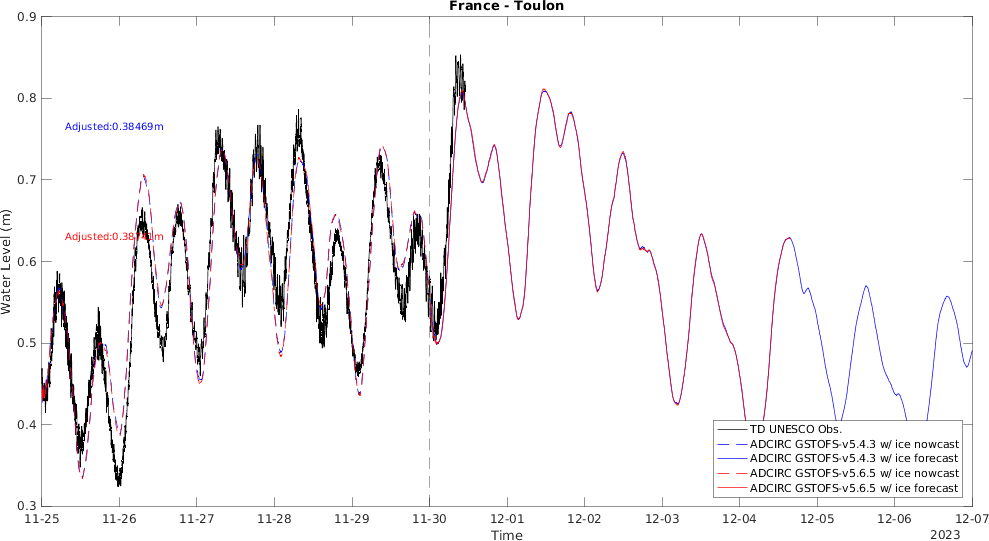 France - Toulon
0.9
0.8
0.7
0.6
0.5
0.4
0.3
Water Level (m)
Adjusted:0.38469m
TD UNESCO Obs.
ADCIRC GSTOFS-v5.4.3 w/ ice nowcast
ADCIRC GSTOFS-v5.4.3 w/ ice forecast
ADCIRC GSTOFS-v5.6.5 w/ ice nowcast
ADCIRC GSTOFS-v5.6.5 w/ ice forecast
11-25 11-26 11-27 11-28 11-29 11-30 12-01 12-02 12-03 12-04 12-05 12-06 12-07
Time
2023